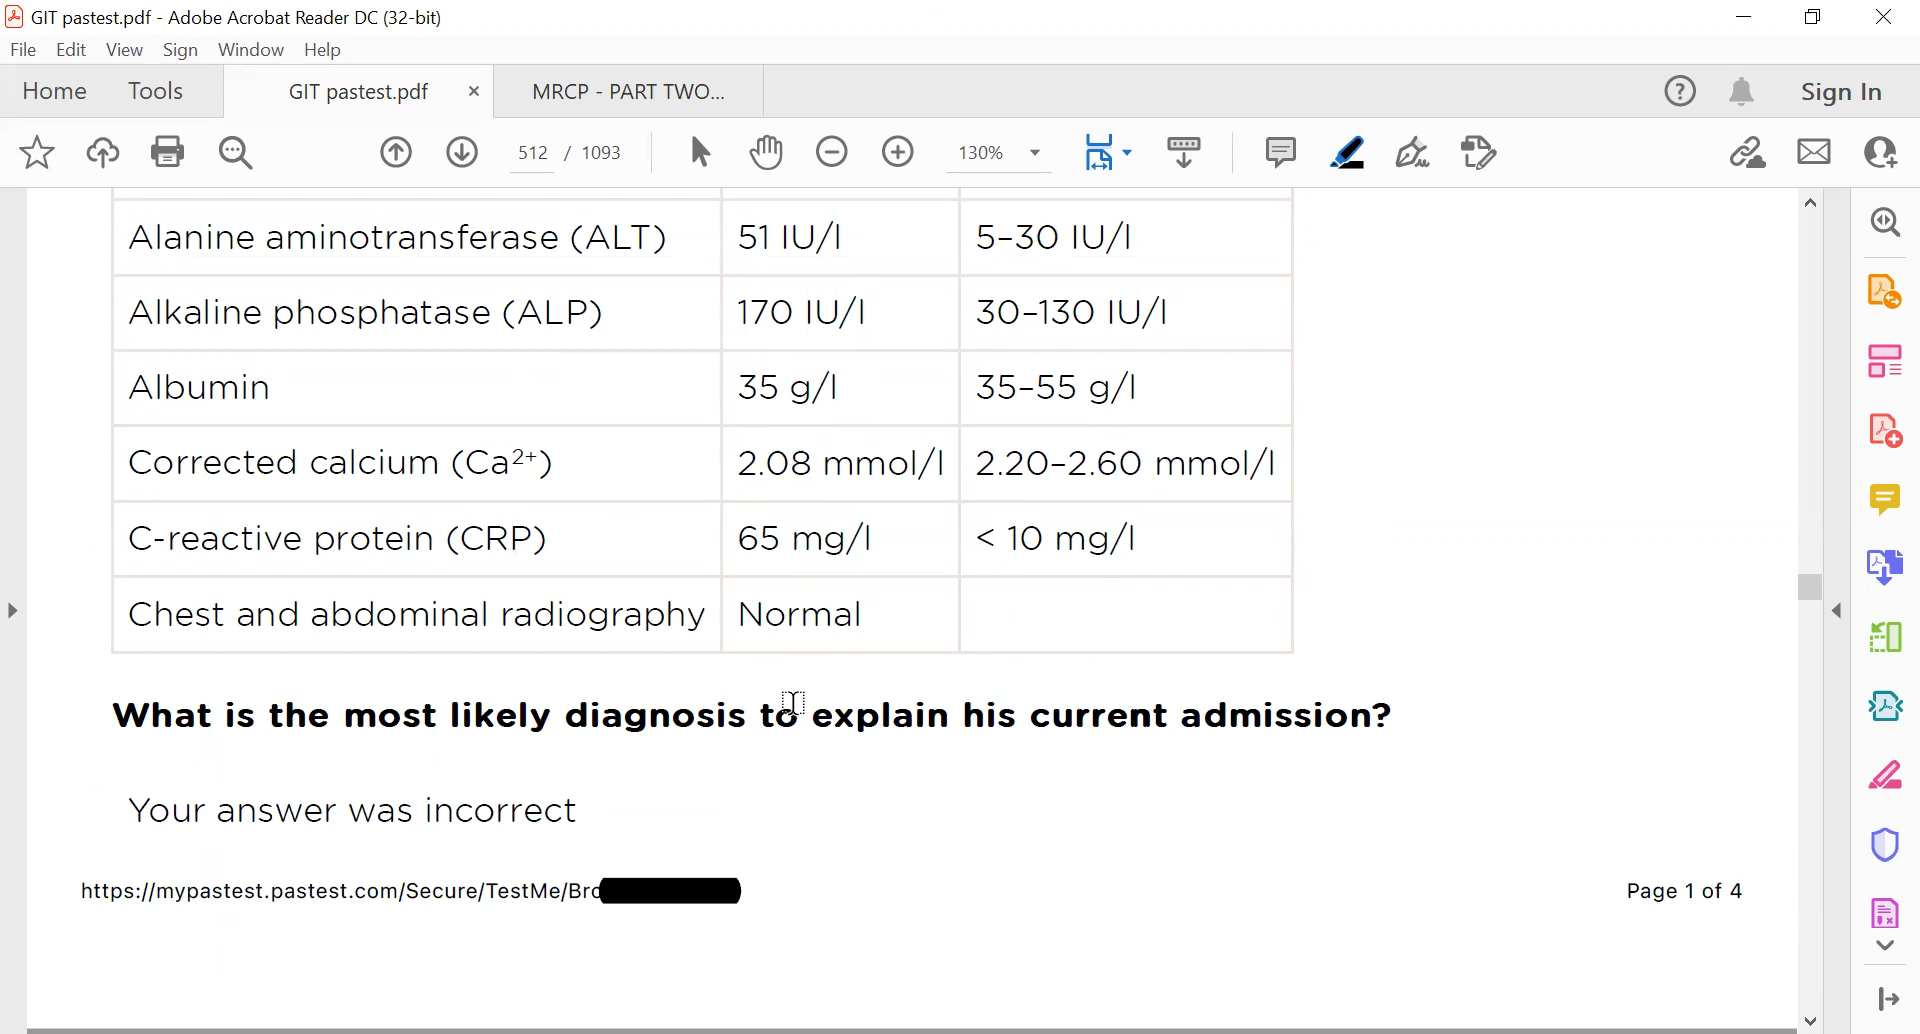 GIT pastest.pdf - Adobe Acrobat Reader DC (32-bit)
File Edit View Sign Window Help
Home Tools GIT pastest.pdf × MRCP - PART TWO... Sign In
512 / 1093 130%
Alanine aminotransferase (ALT) 51 IU/l 5–30 IU/l
Alkaline phosphatase (ALP) 170 IU/l 30–130 IU/l
Albumin 35 g/l 35–55 g/l
Corrected calcium (Ca²⁺) 2.08 mmol/l 2.20–2.60 mmol/l
C-reactive protein (CRP) 65 mg/l < 10 mg/l
Chest and abdominal radiography Normal
What is the most likely diagnosis to explain his current admission?
Your answer was incorrect
https://mypastest.pastest.com/Secure/TestMe/Bro Page 1 of 4